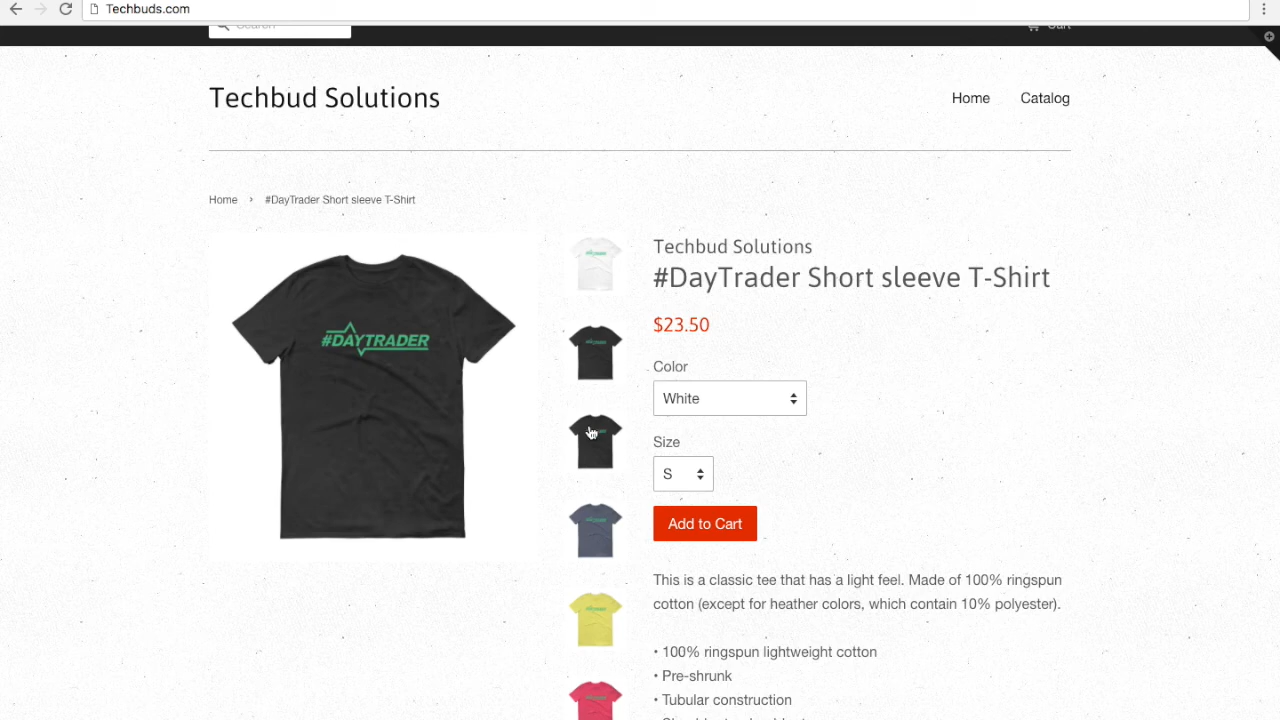 Techbuds.com
Search
Cart
Techbud Solutions
Home
Catalog
Home › #DayTrader Short sleeve T-Shirt
#DAYTRADER
Techbud Solutions
#DayTrader Short sleeve T-Shirt
$23.50
Color
White
Size
S
Add to Cart
This is a classic tee that has a light feel. Made of 100% ringspun
cotton (except for heather colors, which contain 10% polyester).
• 100% ringspun lightweight cotton
• Pre-shrunk
• Tubular construction